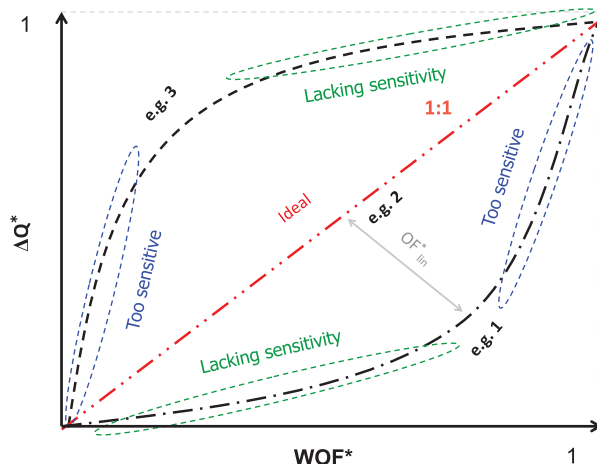 1
Lacking sensitivity
e.g. 3
1:1
Too sensitive
Ideal
e.g. 2
ΔQ*
OF*lin
Too sensitive
Lacking sensitivity
e.g. 1
WOF*
1